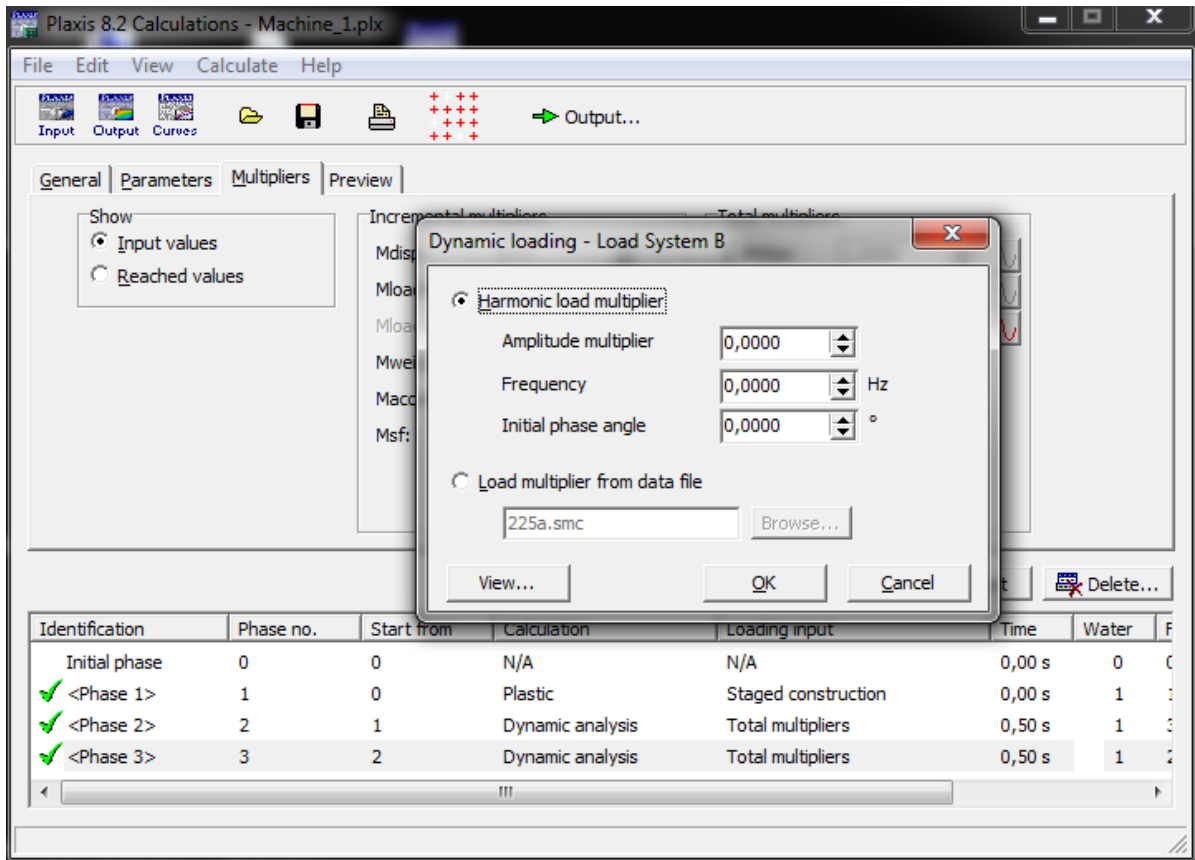 Plaxis 8.2 Calculations - Machine_1.plx
File Edit View Calculate Help
Input Output Curves Output...
General Parameters Multipliers Preview
Show
Input values
Reached values
Dynamic loading - Load System B
Harmonic load multiplier
Amplitude multiplier 0,0000
Frequency 0,0000 Hz
Initial phase angle 0,0000 °
Load multiplier from data file
225a.smc Browse...
View... OK Cancel
Msf:
Delete...
Identification Phase no. Start from Calculation Loading input Time Water
Initial phase 0 0 N/A N/A 0,00 s 0
<Phase 1> 1 0 Plastic Staged construction 0,00 s 1
<Phase 2> 2 1 Dynamic analysis Total multipliers 0,50 s 1
<Phase 3> 3 2 Dynamic analysis Total multipliers 0,50 s 1